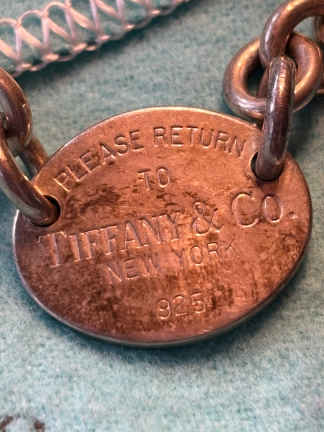 PLEASE RETURN
TO
TIFFANY & Co.
NEW YORK
925